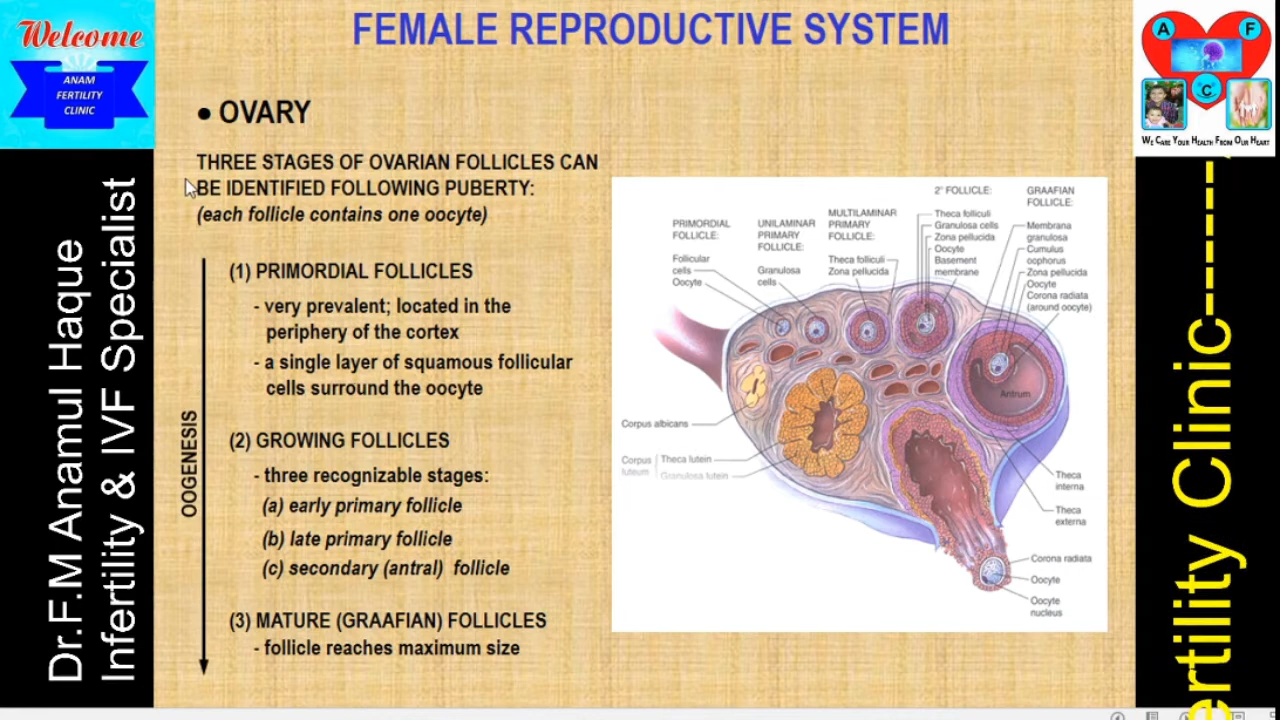 FEMALE REPRODUCTIVE SYSTEM
Welcome
ANAM
FERTILITY
CLINIC
A
F
"C"
WE CARE YOUR HEALTH FROM OUR HEART
Dr.F.M Anamul Haque
Infertility & IVF Specialist
● OVARY
THREE STAGES OF OVARIAN FOLLICLES CAN
BE IDENTIFIED FOLLOWING PUBERTY:
(each follicle contains one oocyte)
OOGENESIS
(1) PRIMORDIAL FOLLICLES
- very prevalent; located in the
periphery of the cortex
- a single layer of squamous follicular
cells surround the oocyte
(2) GROWING FOLLICLES
- three recognizable stages:
(a) early primary follicle
(b) late primary follicle
(c) secondary (antral) follicle
(3) MATURE (GRAAFIAN) FOLLICLES
- follicle reaches maximum size
PRIMORDIAL
FOLLICLE:
Follicular
cells
Oocyte
UNILAMINAR
PRIMARY
FOLLICLE:
Granulosa
cells
MULTILAMINAR
PRIMARY
FOLLICLE:
Theca folliculi
Zona pellucida
2° FOLLICLE:
Theca folliculi
Granulosa cells
Zona pellucida
Oocyte
Basement
membrane
GRAAFIAN
FOLLICLE:
Membrana
granulosa
Cumulus
oophorus
Zona pellucida
Oocyte
Corona radiata
(around oocyte)
Antrum
Corpus albicans
Corpus
luteum
Theca lutein
Granulosa lutein
Theca
interna
Theca
externa
Corona radiata
Oocyte
Oocyte
nucleus
ertility Clinic------